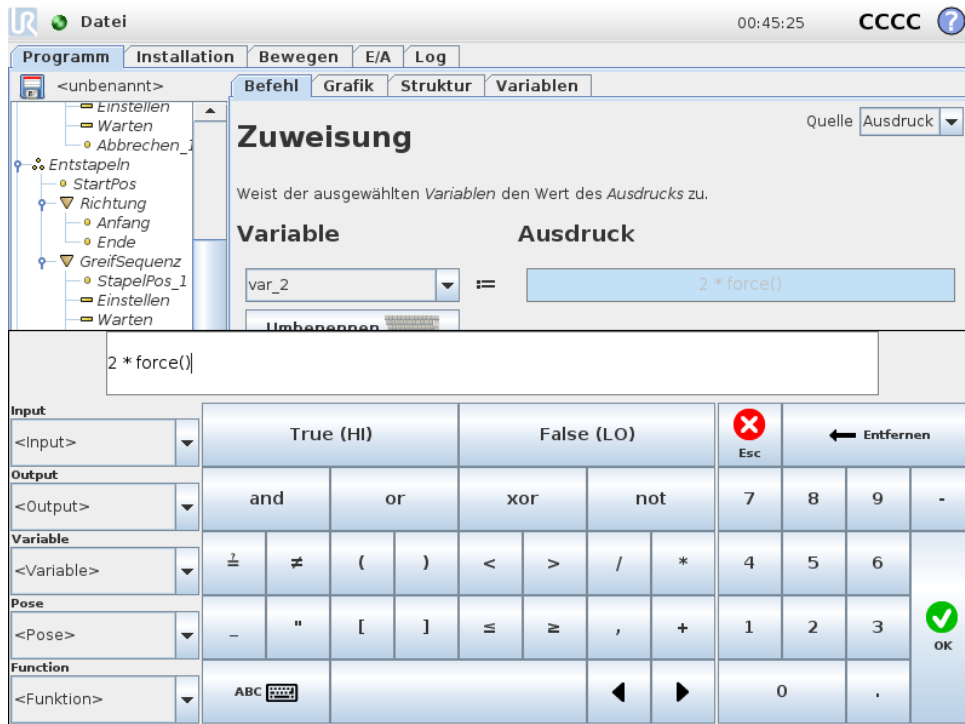 UR Datei 00:45:25 CCCC ?
Programm Installation Bewegen E/A Log
<unbenannt>
Befehl Grafik Struktur Variablen
Einstellen
Warten
Abbrechen_1
Entstapeln
StartPos
Richtung
Anfang
Ende
GreifSequenz
StapelPos_1
Einstellen
Warten
Quelle Ausdruck
Zuweisung
Weist der ausgewählten Variablen den Wert des Ausdrucks zu.
Variable Ausdruck
var_2 := 2 * force()
Umbenennen
2 * force()
Input
<Input>
True (HI) False (LO) Esc Entfernen
Output
<Output>
and or xor not 7 8 9 -
Variable
<Variable>
≟ ≠ ( ) < > / * 4 5 6
Pose
<Pose>
_ " [ ] ≤ ≥ , + 1 2 3 OK
Function
<Funktion>
ABC 0 .